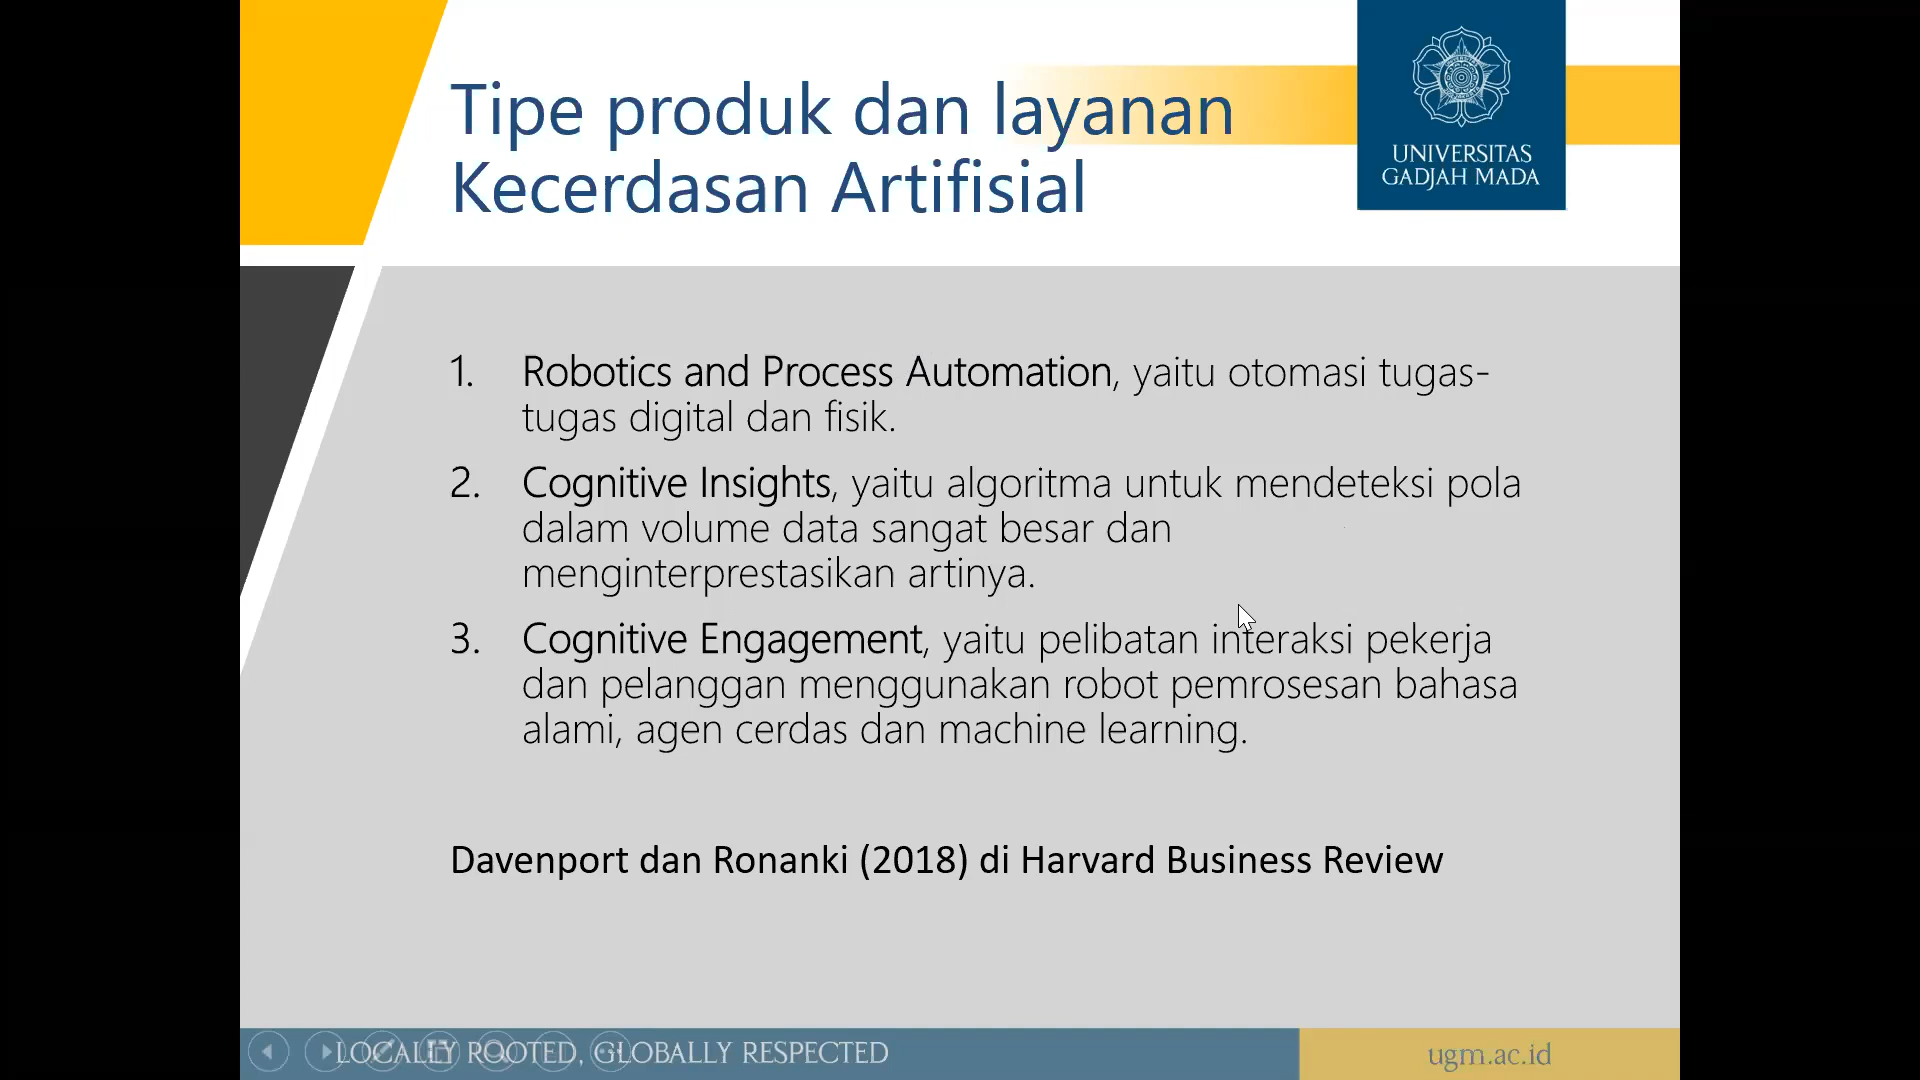 Tipe produk dan layanan
Kecerdasan Artifisial
UNIVERSITAS
GADJAH MADA
1. Robotics and Process Automation, yaitu otomasi tugas-
tugas digital dan fisik.
2. Cognitive Insights, yaitu algoritma untuk mendeteksi pola
dalam volume data sangat besar dan
menginterprestasikan artinya.
3. Cognitive Engagement, yaitu pelibatan interaksi pekerja
dan pelanggan menggunakan robot pemrosesan bahasa
alami, agen cerdas dan machine learning.
Davenport dan Ronanki (2018) di Harvard Business Review
LOCALLY ROOTED, GLOBALLY RESPECTED
ugm.ac.id